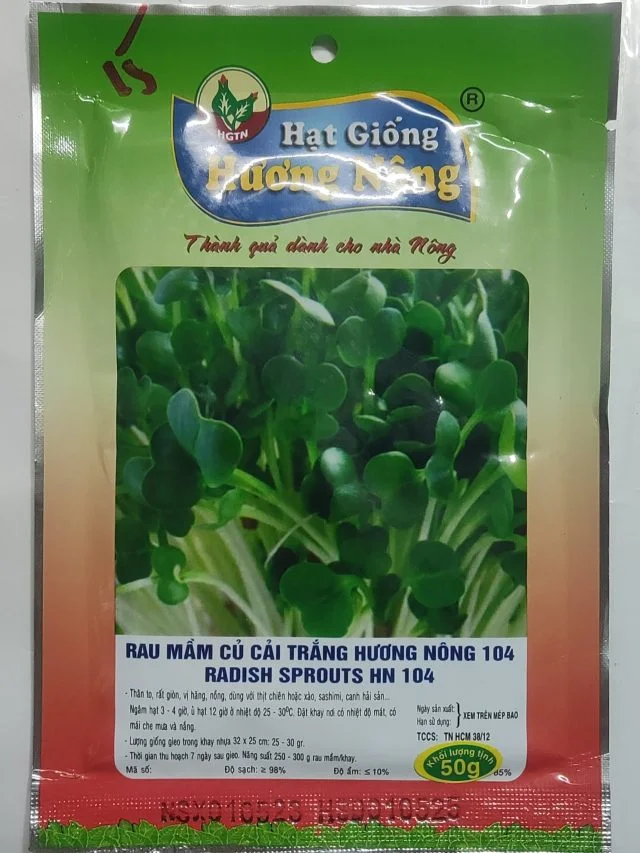 15
HGTN
®
Hạt Giống
Hương Nông
Thành quả dành cho nhà Nông
RAU MẦM CỦ CẢI TRẮNG HƯƠNG NÔNG 104
RADISH SPROUTS HN 104
- Thân to, rất giòn, vị hăng, nồng, dùng với thịt chiên hoặc xào, sashimi, canh hải sản...
Ngâm hạt 3 - 4 giờ, ủ hạt 12 giờ ở nhiệt độ 25 - 30ºC. Đặt khay nơi có nhiệt độ mát, có
mái che mưa và nắng.
- Lượng giống gieo trong khay nhựa 32 x 25 cm: 25 - 30 gr.
- Thời gian thu hoạch 7 ngày sau gieo. Năng suất 250 - 300 g rau mầm/khay.
Mã số: Độ sạch: ≥ 98% Độ ẩm: ≤ 10% 85%
Ngày sản xuất:
Hạn sử dụng: } XEM TRÊN MÉP BAO
TCCS: TN HCM 38/12
Khối lượng tịnh
50g
NSX010525 HSD010525